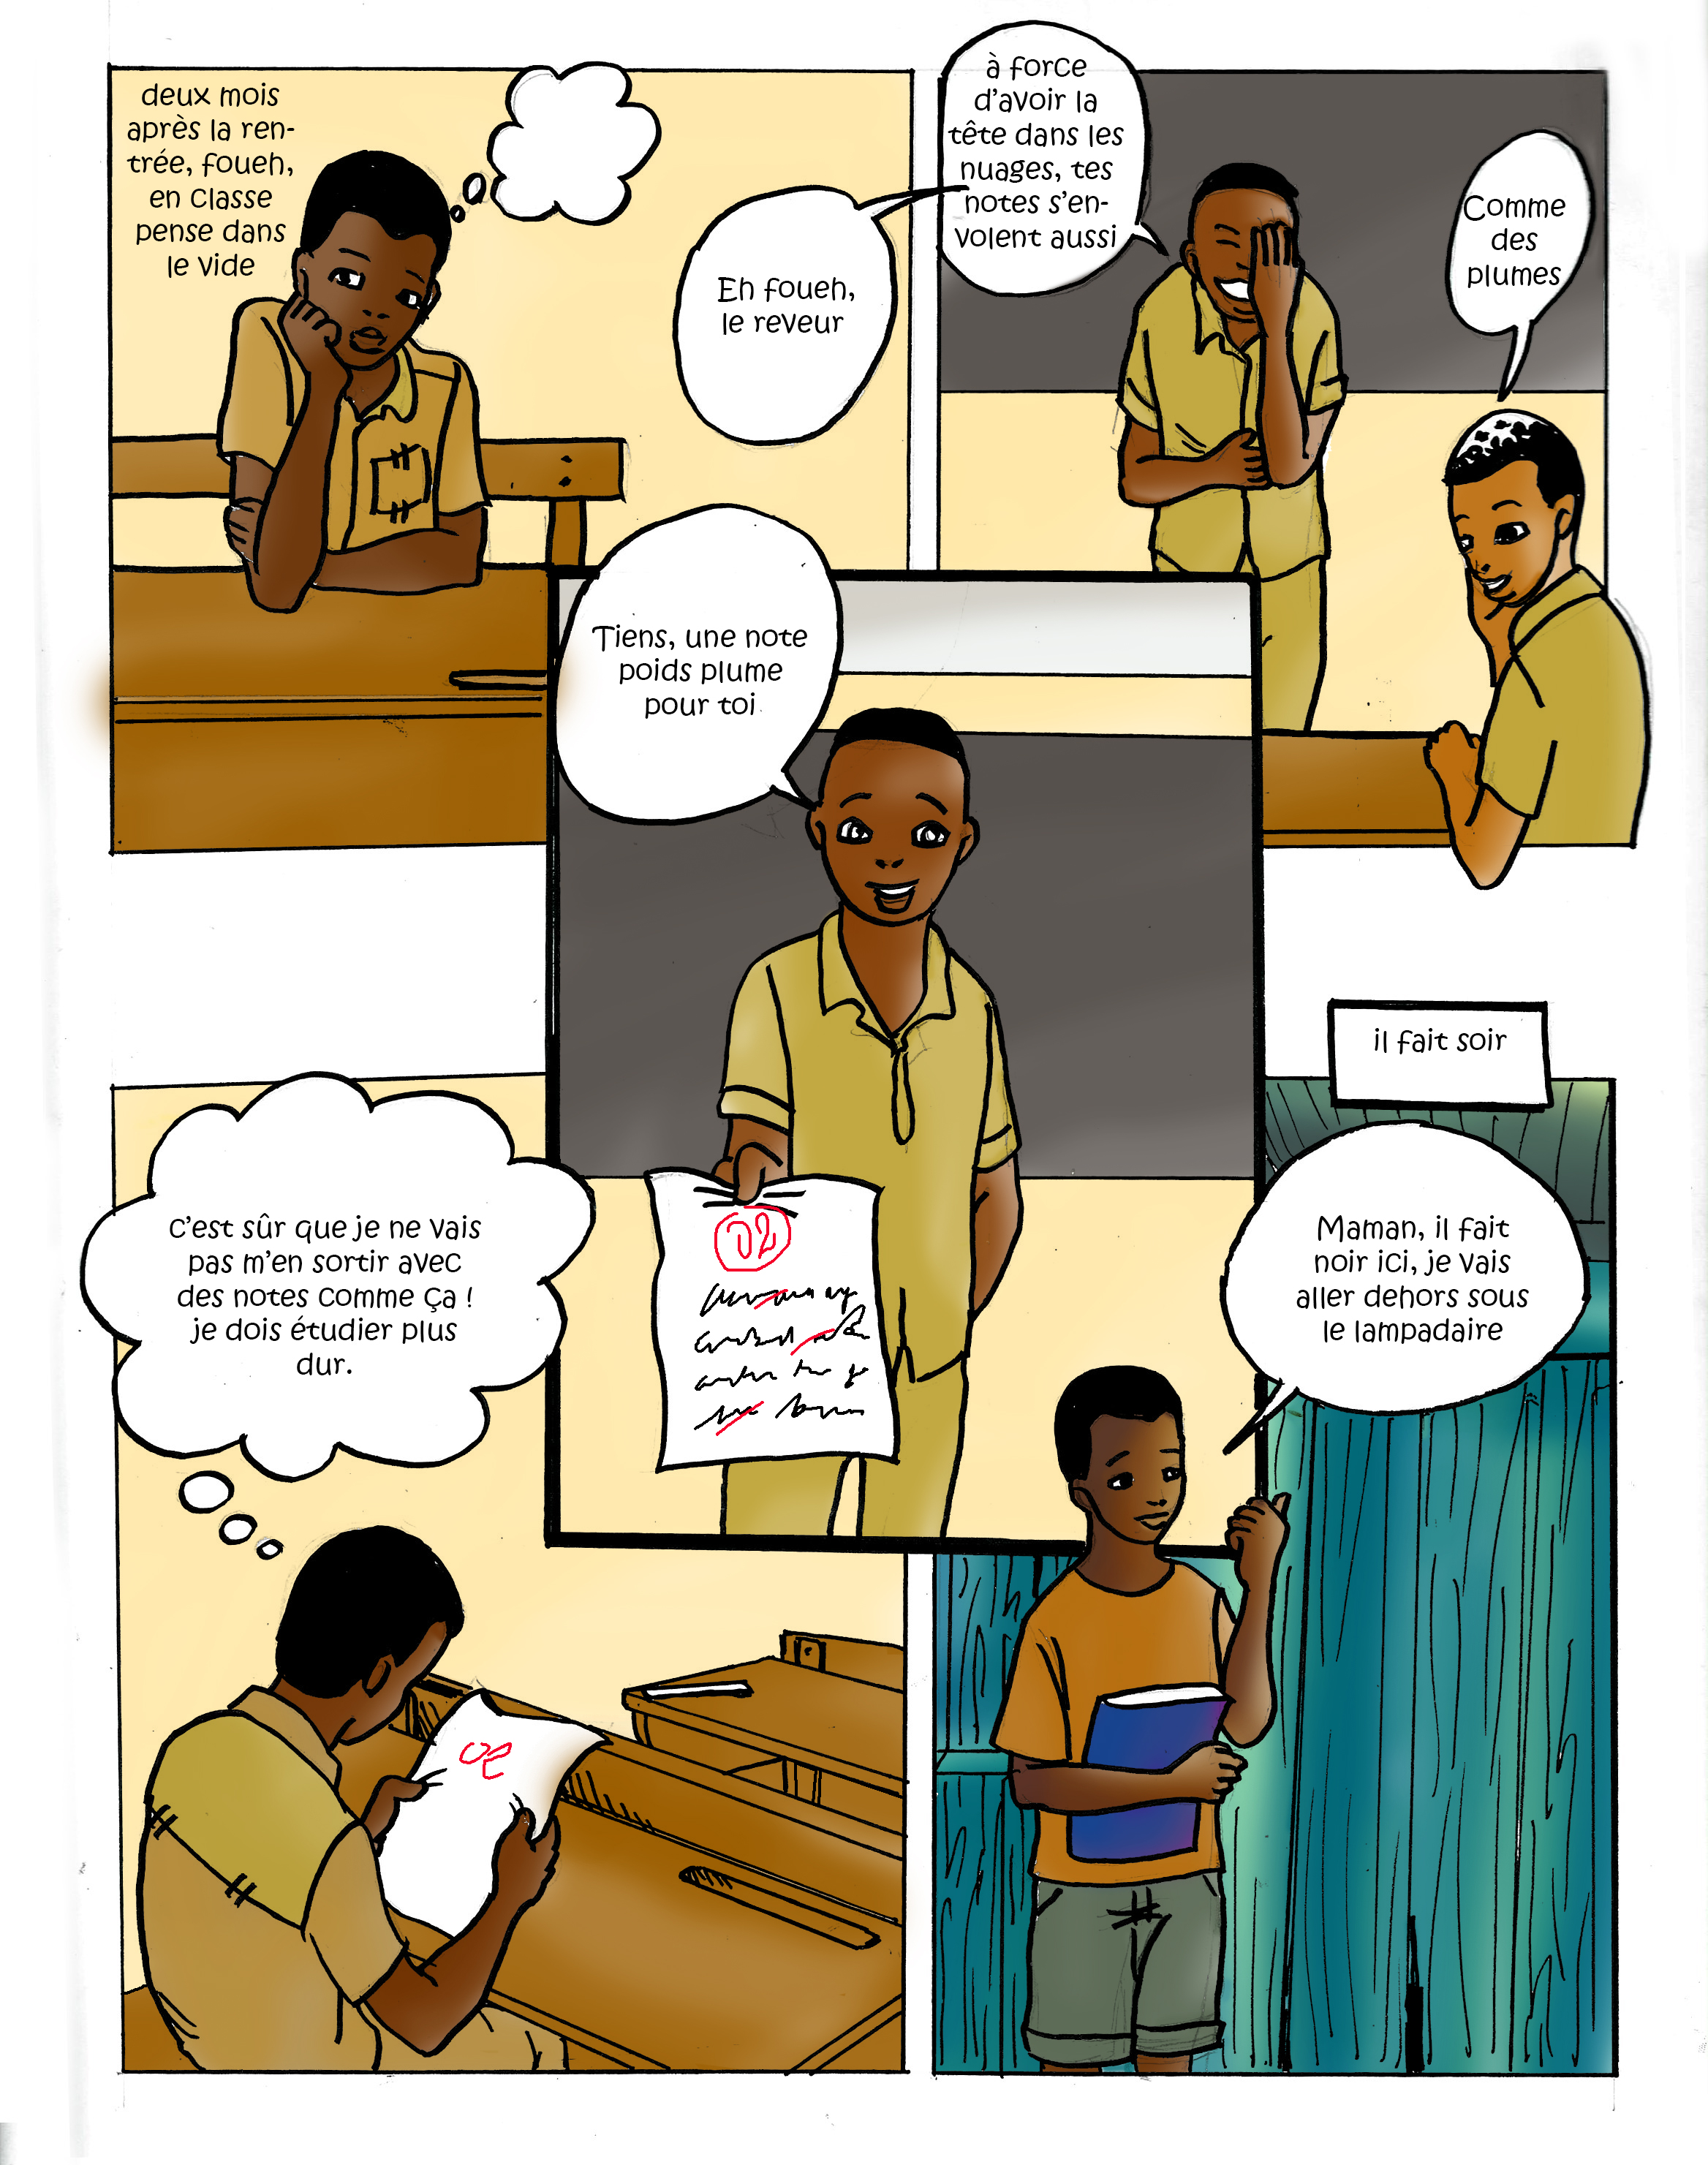 deux mois
après la ren-
trée, foueh,
en classe
pense dans
le vide
Eh foueh,
le reveur
à force
d'avoir la
tête dans les
nuages, tes
notes s'en-
volent aussi
Comme
des
plumes
Tiens, une note
poids plume
pour toi
02
c'est sûr que je ne vais
pas m'en sortir avec
des notes comme ça !
je dois étudier plus
dur.
il fait soir
Maman, il fait
noir ici, je vais
aller dehors sous
le lampadaire